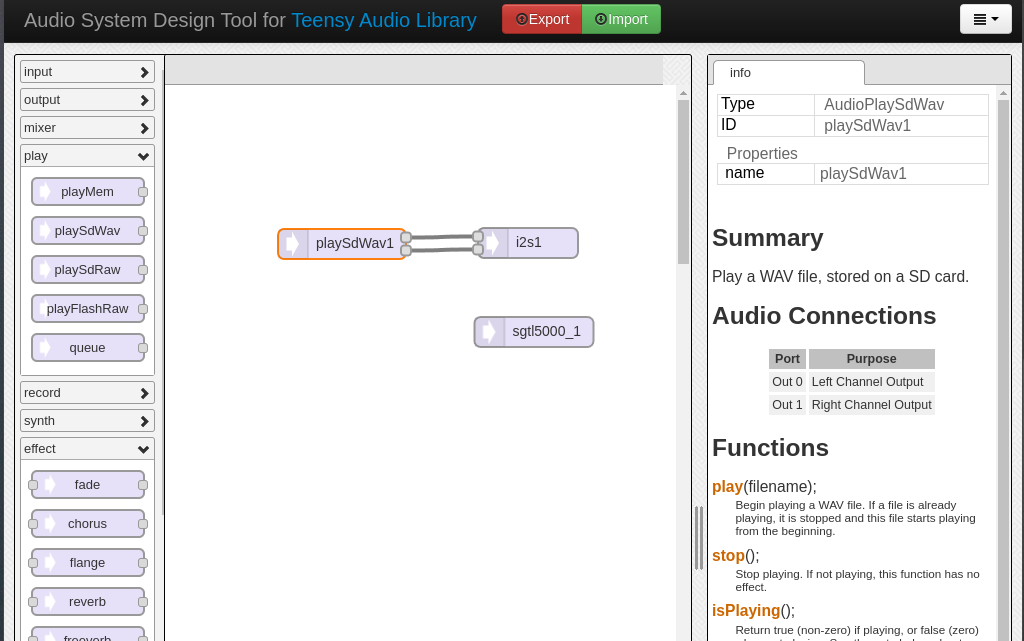 Audio System Design Tool for Teensy Audio Library
Export
Import
input
output
mixer
play
playMem
playSdWav
playSdRaw
playFlashRaw
queue
record
synth
effect
fade
chorus
flange
reverb
freeverb
playSdWav1
i2s1
sgtl5000_1
info
Type AudioPlaySdWav
ID playSdWav1
Properties
name playSdWav1
Summary
Play a WAV file, stored on a SD card.
Audio Connections
Port Purpose
Out 0 Left Channel Output
Out 1 Right Channel Output
Functions
play(filename);
Begin playing a WAV file. If a file is already
playing, it is stopped and this file starts playing
from the beginning.
stop();
Stop playing. If not playing, this function has no
effect.
isPlaying();
Return true (non-zero) if playing, or false (zero)